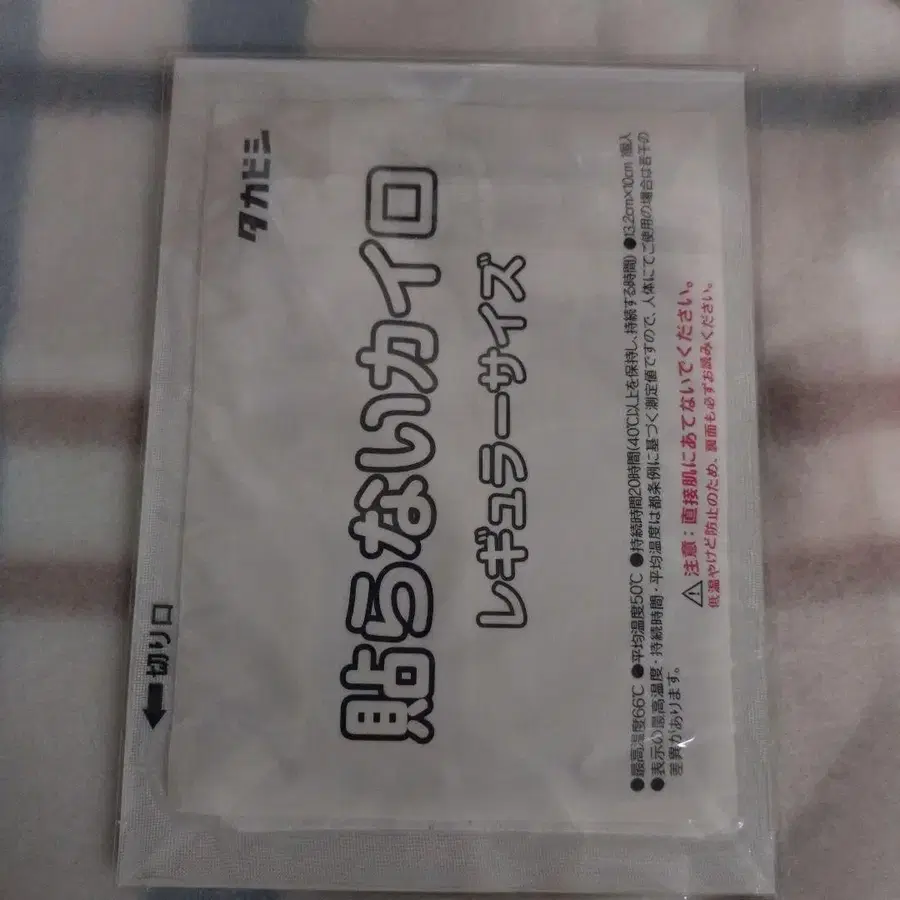 タカビシ
貼らないカイロ
レギュラーサイズ
●最高温度66℃ ●平均温度50℃ ●持続時間20時間(40℃以上を保持し、持続する時間) ●13.2cm×10cm 1個入
●表示の最高温度・持続時間・平均温度は都条例に基づく測定値ですので、人体にてご使用の場合は若干の
差異があります。
⚠注意：直接肌にあてないでください。
低温やけど防止のため、裏面も必ずお読みください。
←切り口